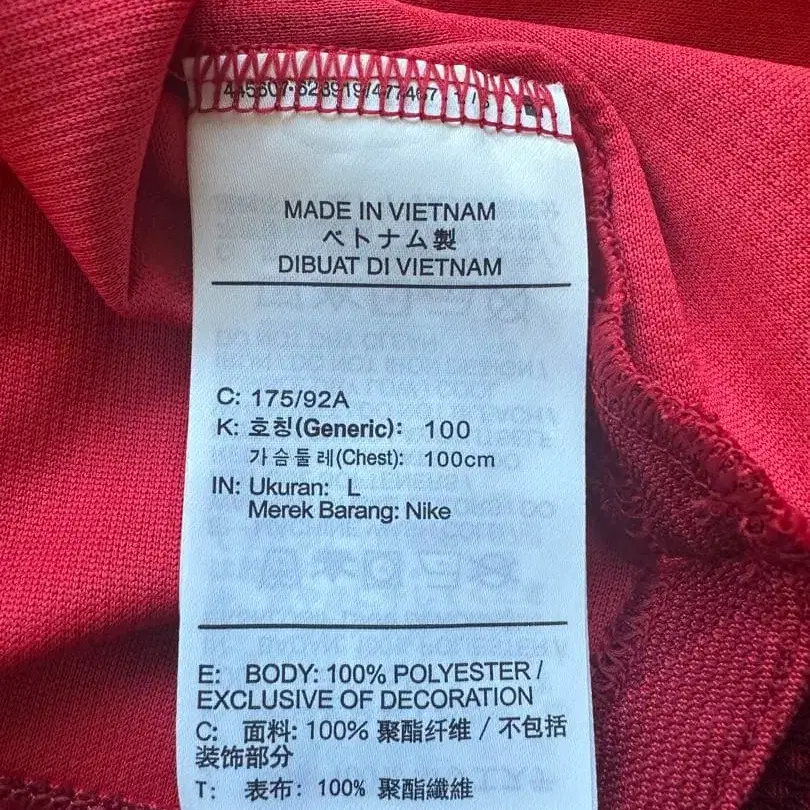 MADE IN VIETNAM
ベトナム製
DIBUAT DI VIETNAM
C: 175/92A
K: 호칭(Generic): 100
가슴둘레(Chest): 100cm
IN: Ukuran: L
Merek Barang: Nike
E: BODY: 100% POLYESTER /
EXCLUSIVE OF DECORATION
C: 面料: 100% 聚酯纤维 / 不包括
装饰部分
T: 表布: 100% 聚酯纖維